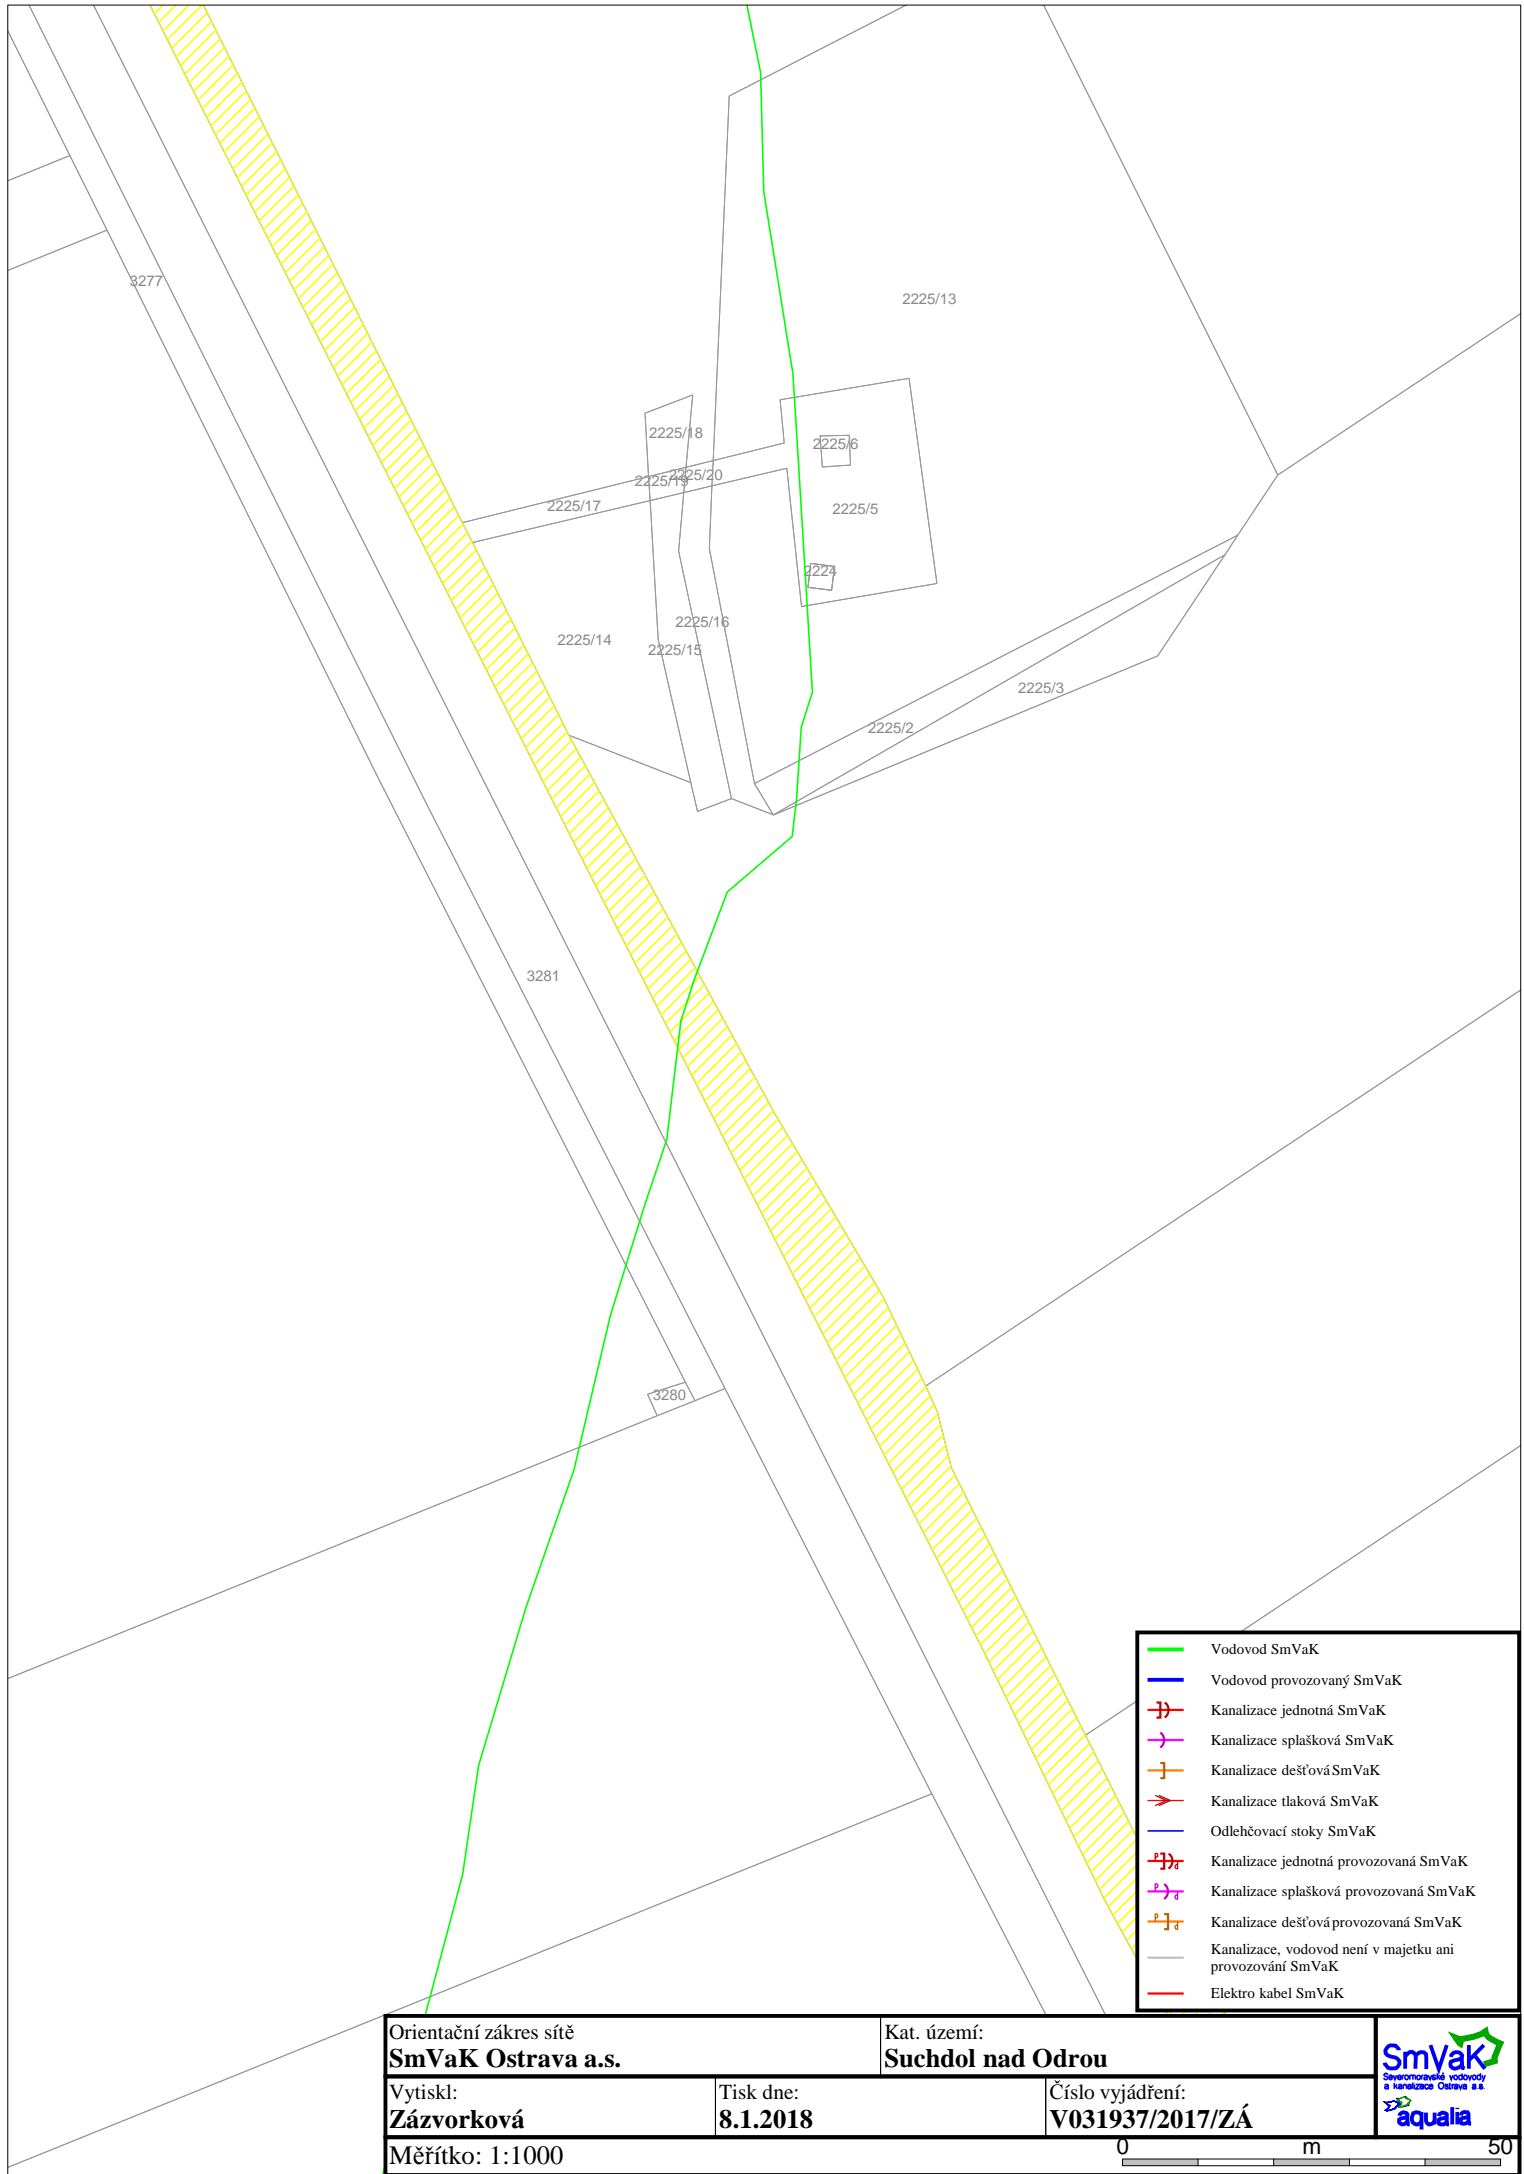 3277
2225/13
2225/18
2225/6
2225/20
2225/19
2225/17
2225/5
2224
2225/16
2225/14
2225/15
2225/3
2225/2
3281
3280
Vodovod SmVaK
Vodovod provozovaný SmVaK
Kanalizace jednotná SmVaK
Kanalizace splašková SmVaK
Kanalizace dešťová SmVaK
Kanalizace tlaková SmVaK
Odlehčovací stoky SmVaK
Kanalizace jednotná provozovaná SmVaK
Kanalizace splašková provozovaná SmVaK
Kanalizace dešťová provozovaná SmVaK
Kanalizace, vodovod není v majetku ani
provozování SmVaK
Elektro kabel SmVaK
Orientační zákres sítě
SmVaK Ostrava a.s.
Kat. území:
Suchdol nad Odrou
Vytiskl:
Zázvorková
Tisk dne:
8.1.2018
Číslo vyjádření:
V031937/2017/ZÁ
SmVaK
Severomoravské vodovody
a kanalizace Ostrava a.s.
aqualia
Měřítko: 1:1000
0 m 50